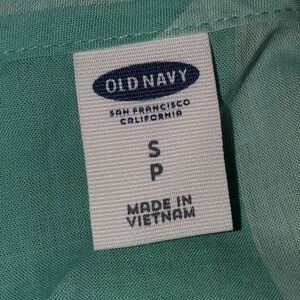 OLD NAVY
SAN FRANCISCO
CALIFORNIA
S
P
MADE IN
VIETNAM